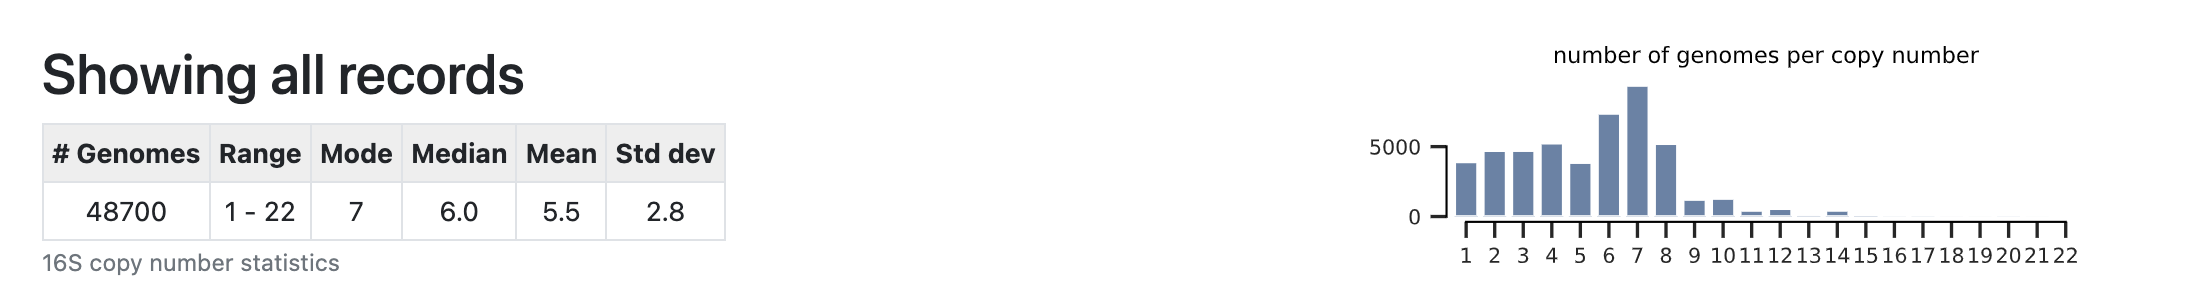 Showing all records
# Genomes Range Mode Median Mean Std dev
48700 1 - 22 7 6.0 5.5 2.8
16S copy number statistics
number of genomes per copy number
5000
0
1 2 3 4 5 6 7 8 9 10 11 12 13 14 15 16 17 18 19 20 21 22